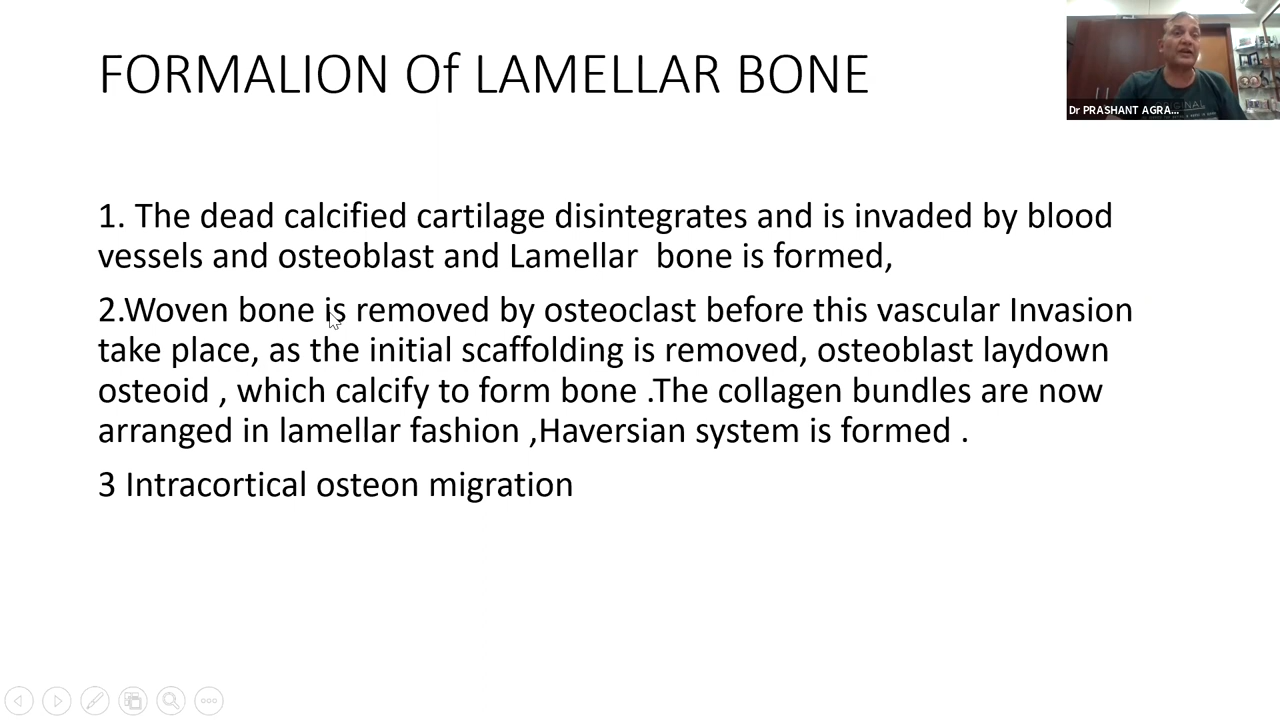 FORMALION Of LAMELLAR BONE
Dr PRASHANT AGRA...
ORIGINAL
1. The dead calcified cartilage disintegrates and is invaded by blood
vessels and osteoblast and Lamellar  bone is formed,
2.Woven bone is removed by osteoclast before this vascular Invasion
take place, as the initial scaffolding is removed, osteoblast laydown
osteoid , which calcify to form bone .The collagen bundles are now
arranged in lamellar fashion ,Haversian system is formed .
3 Intracortical osteon migration